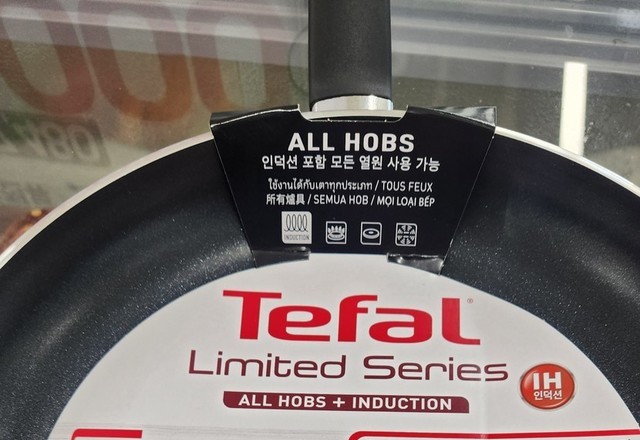 ALL HOBS
인덕션 포함 모든 열원 사용 가능
ใช้งานได้กับเตาทุกประเภท / TOUS FEUX
所有爐具 / SEMUA HOB / MỌI LOẠI BẾP
INDUCTION
Tefal
Limited Series
IH
인덕션
ALL HOBS + INDUCTION